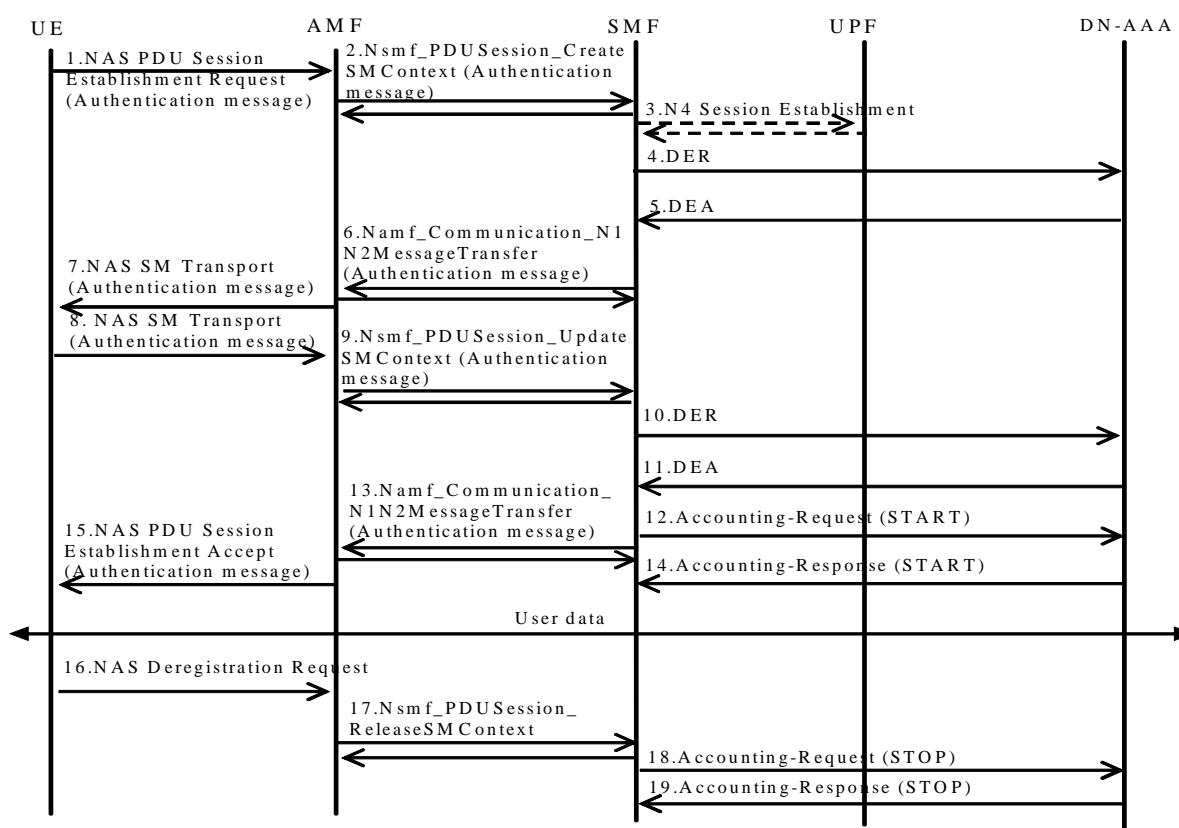 UE
AMF
SMF
UPF
DN-AAA
1.NAS PDU Session
Establishment Request
(Authentication message)
2.Nsmf_PDUSession_Create
SMContext (Authentication
message)
3.N4 Session Establishment
4.DER
5.DEA
6.Namf_Communication_N1
N2MessageTransfer
(Authentication message)
7.NAS SM Transport
(Authentication message)
8. NAS SM Transport
(Authentication message)
9.Nsmf_PDUSession_Update
SMContext (Authentication
message)
10.DER
11.DEA
12.Accounting-Request (START)
13.Namf_Communication_
N1N2MessageTransfer
(Authentication message)
14.Accounting-Response (START)
15.NAS PDU Session
Establishment Accept
(Authentication message)
User data
16.NAS Deregistration Request
17.Nsmf_PDUSession_
ReleaseSMContext
18.Accounting-Request (STOP)
19.Accounting-Response (STOP)